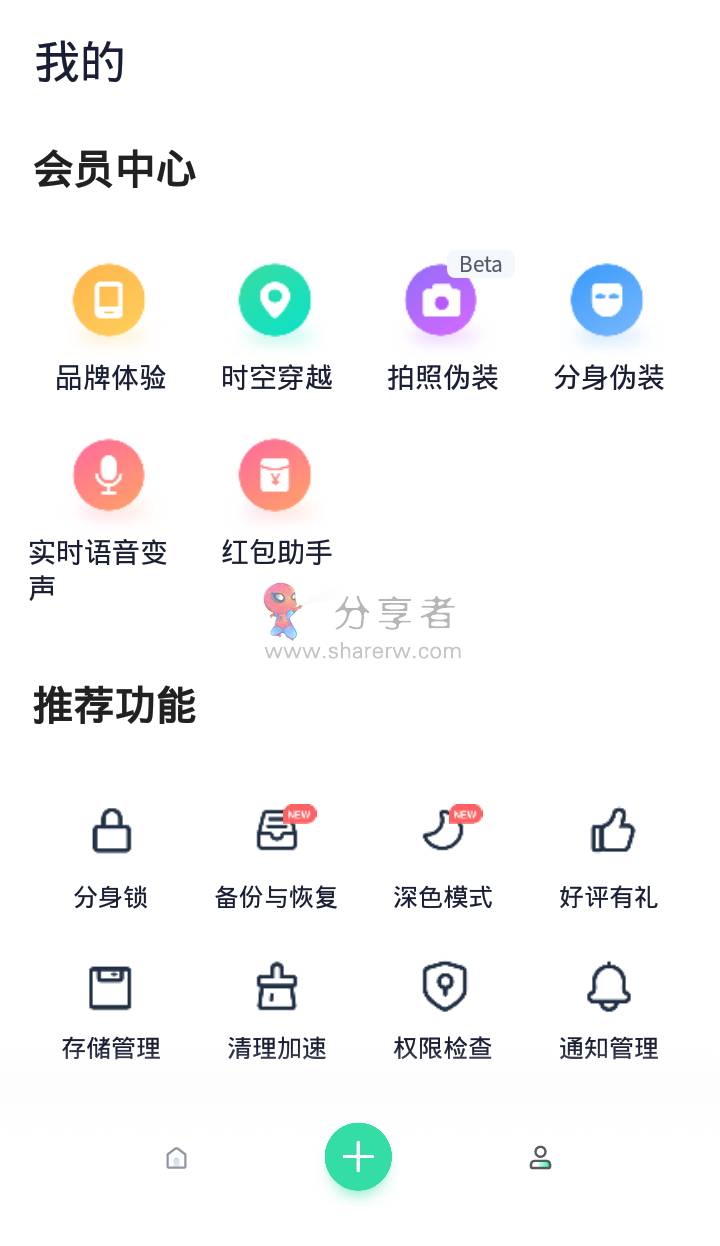 我的
会员中心
Beta
品牌体验
时空穿越
拍照伪装
分身伪装
实时语音变
声
红包助手
分享者
www.sharerw.com
推荐功能
NEW
NEW
分身锁
备份与恢复
深色模式
好评有礼
存储管理
清理加速
权限检查
通知管理